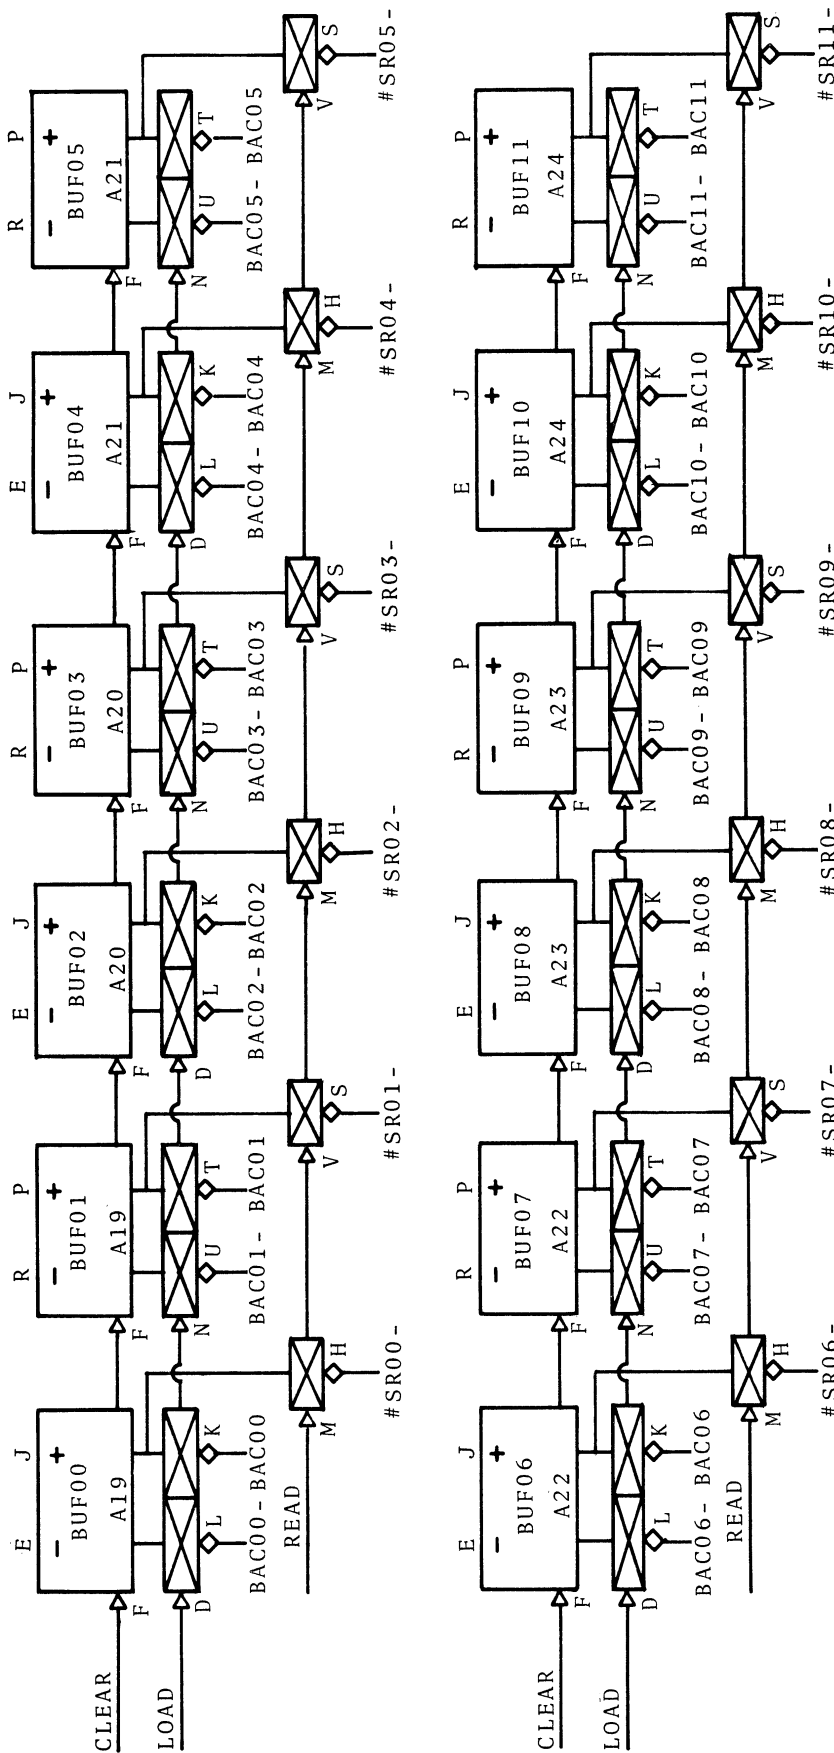 E J R P E J R P E J R P
− + − + − + − + − + − +
BUF00 BUF01 BUF02 BUF03 BUF04 BUF05
A19 A19 A20 A20 A21 A21
CLEAR
F F F F F F
LOAD
D N D N D N
L K U T L K U T L K U T
BAC00- BAC00 BAC01- BAC01 BAC02- BAC02 BAC03- BAC03 BAC04- BAC04 BAC05- BAC05
READ
M H V S M H V S
M H V S
#SR00- #SR01- #SR02- #SR03- #SR04- #SR05-
E J R P E J R P E J R P
− + − + − + − + − + − +
BUF06 BUF07 BUF08 BUF09 BUF10 BUF11
A22 A22 A23 A23 A24 A24
CLEAR
F F F F F F
LOAD
D N D N D N
L K U T L K U T L K U T
BAC06- BAC06 BAC07- BAC07 BAC08- BAC08 BAC09- BAC09 BAC10- BAC10 BAC11- BAC11
READ
M H V S M H V S M H V S
#SR06- #SR07- #SR08- #SR09- #SR10- #SR11-